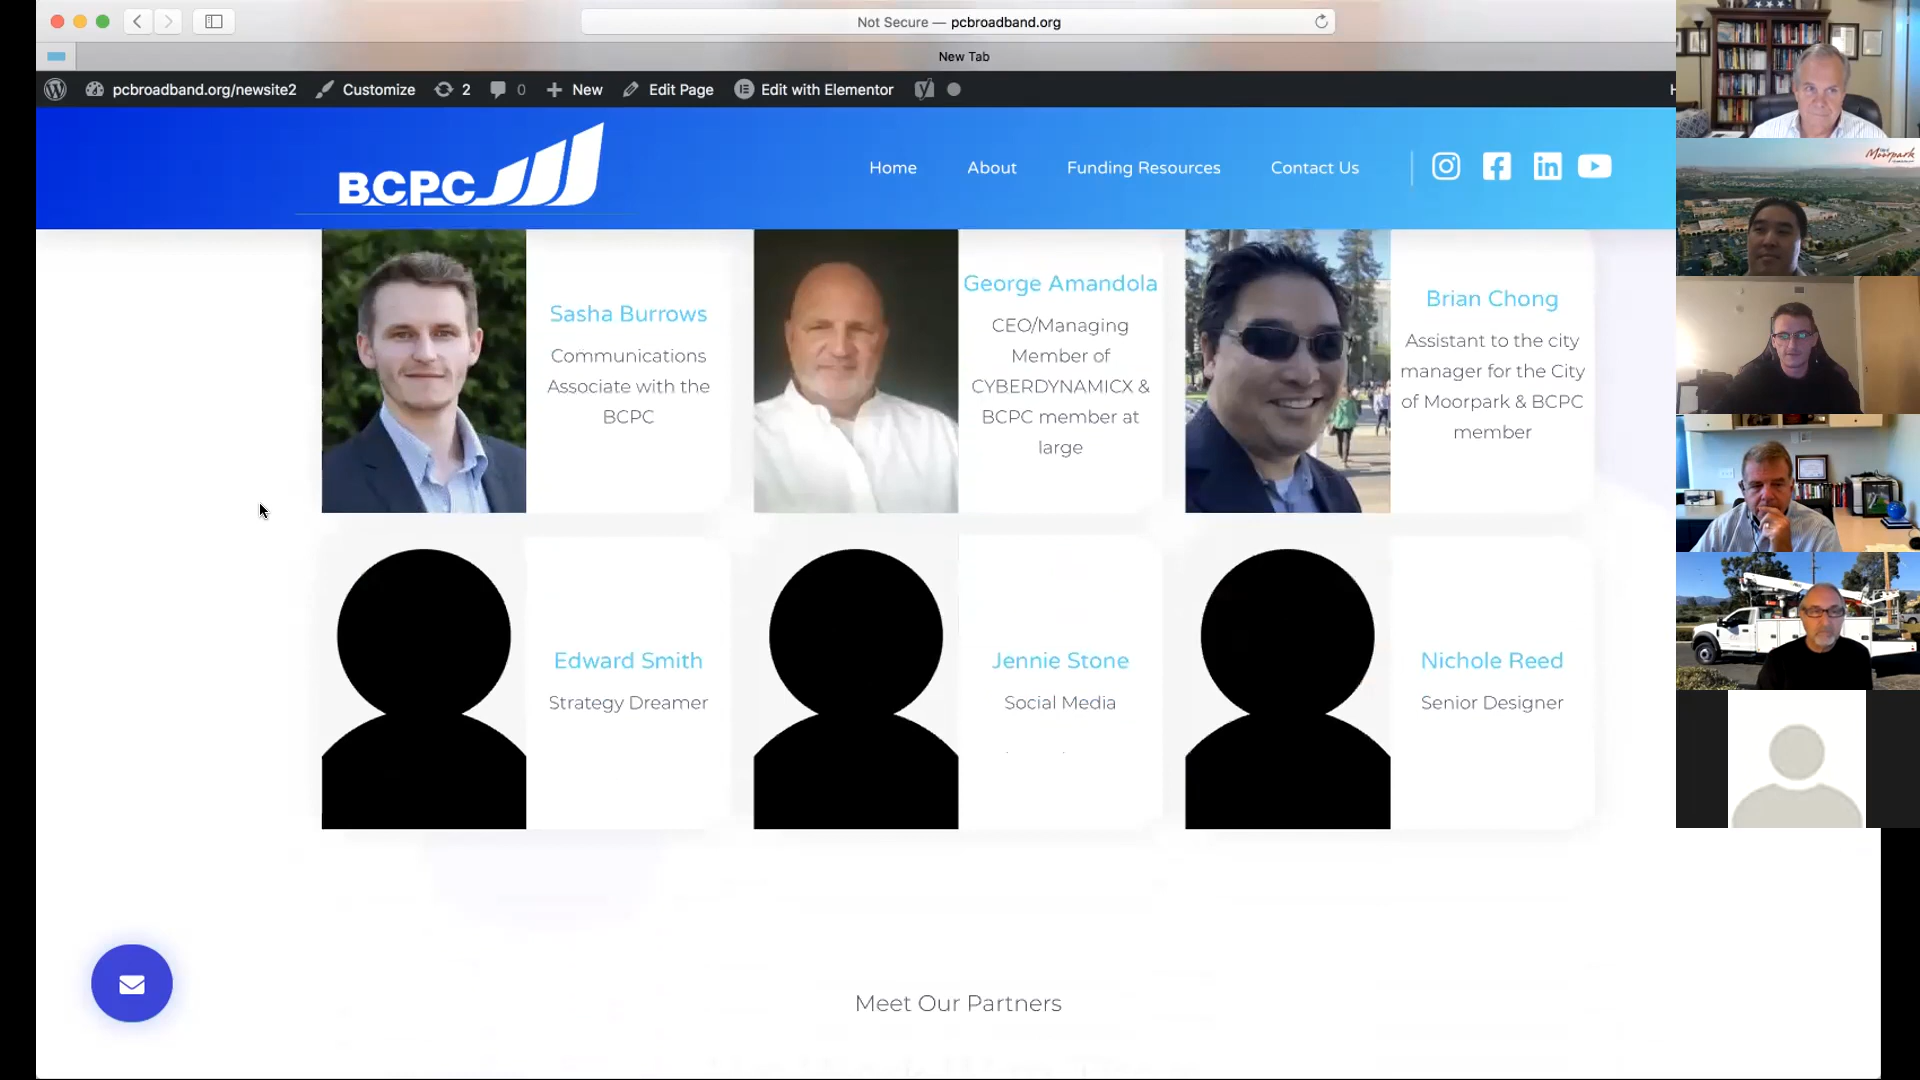 Not Secure — pcbroadband.org
New Tab
pcbroadband.org/newsite2 Customize 2 0 New Edit Page Edit with Elementor H
BCPC Home About Funding Resources Contact Us
Moorpark
Sasha Burrows
Communications
Associate with the
BCPC
George Amandola
CEO/Managing
Member of
CYBERDYNAMICX &
BCPC member at
large
Brian Chong
Assistant to the city
manager for the City
of Moorpark & BCPC
member
Edward Smith
Strategy Dreamer
Jennie Stone
Social Media
Nichole Reed
Senior Designer
Meet Our Partners